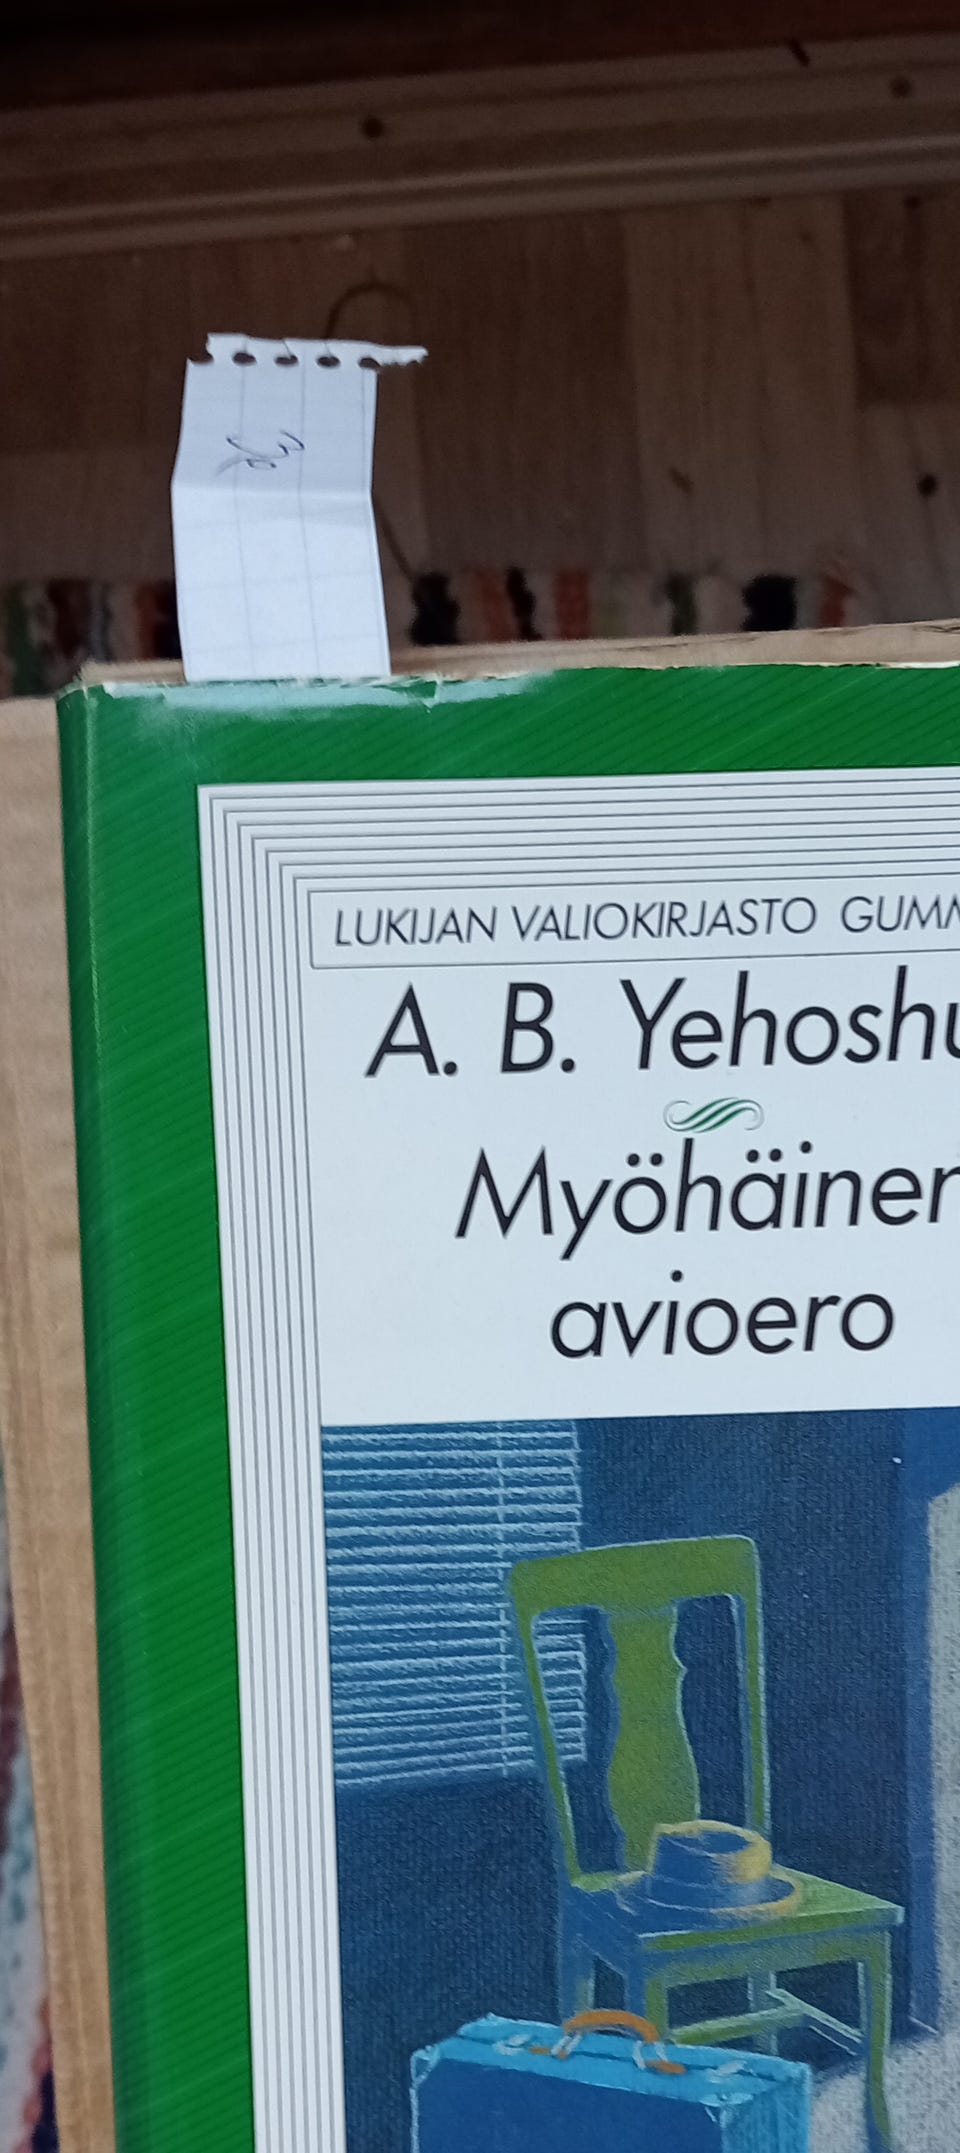 LUKIJAN VALIOKIRJASTO GUMM
A. B. Yehoshu
Myöhäinen
avioero